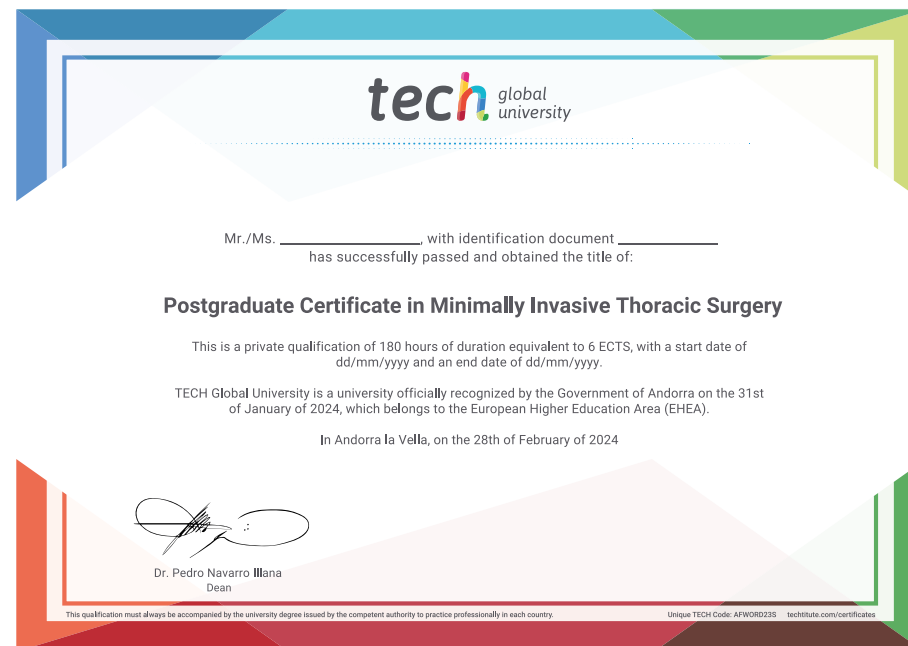 tech global university
Mr./Ms. ____________________, with identification document ______________
has successfully passed and obtained the title of:
Postgraduate Certificate in Minimally Invasive Thoracic Surgery
This is a private qualification of 180 hours of duration equivalent to 6 ECTS, with a start date of
dd/mm/yyyy and an end date of dd/mm/yyyy.
TECH Global University is a university officially recognized by the Government of Andorra on the 31st
of January of 2024, which belongs to the European Higher Education Area (EHEA).
In Andorra la Vella, on the 28th of February of 2024
Dr. Pedro Navarro Illana
Dean
This qualification must always be accompanied by the university degree issued by the competent authority to practice professionally in each country.
Unique TECH Code: AFWORD23S techtitute.com/certificates